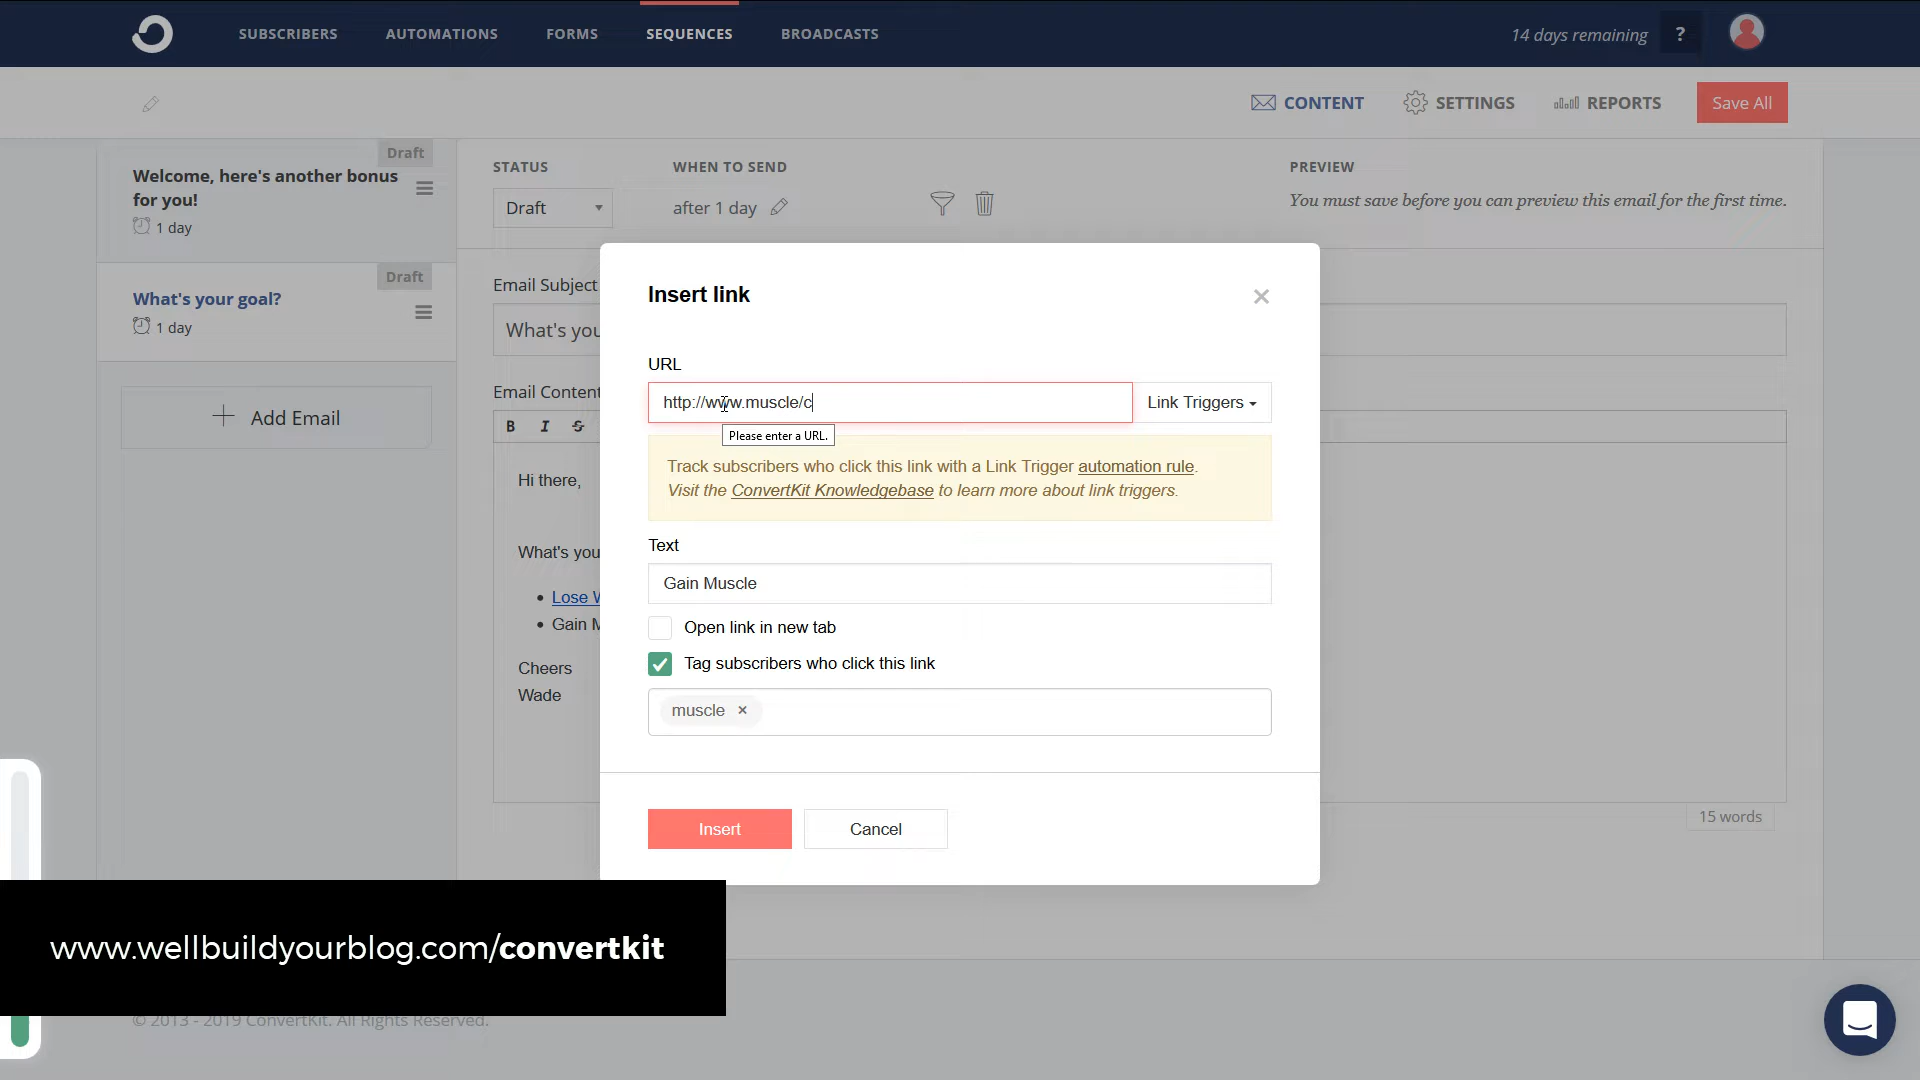 SUBSCRIBERS AUTOMATIONS FORMS SEQUENCES BROADCASTS 14 days remaining ?
CONTENT SETTINGS REPORTS Save All
Draft
Welcome, here's another bonus
for you!
1 day
Draft
What's your goal?
1 day
Add Email
STATUS WHEN TO SEND PREVIEW
Draft after 1 day You must save before you can preview this email for the first time.
Email Subject
What's you
Email Conten
B I S
Hi there,
What's you
Lose W
Gain M
Cheers
Wade
15 words
Insert link
URL
http://www.muscle/c Link Triggers
Please enter a URL.
Track subscribers who click this link with a Link Trigger automation rule.
Visit the ConvertKit Knowledgebase to learn more about link triggers.
Text
Gain Muscle
Open link in new tab
Tag subscribers who click this link
muscle ×
Insert Cancel
www.wellbuildyourblog.com/convertkit
© 2013 - 2019 ConvertKit. All Rights Reserved.